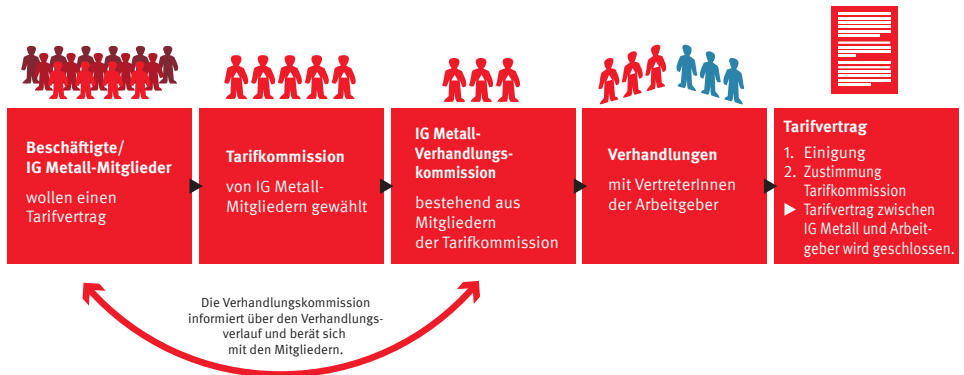 Beschäftigte/
IG Metall-Mitglieder
wollen einen
Tarifvertrag
Tarifkommission
von IG Metall-
Mitgliedern gewählt
IG Metall-
Verhandlungs-
kommission
bestehend aus
Mitgliedern
der Tarifkommission
Verhandlungen
mit VertreterInnen
der Arbeitgeber
Tarifvertrag
1. Einigung
2. Zustimmung
Tarifkommission
▶ Tarifvertrag zwischen
IG Metall und Arbeit-
geber wird geschlossen.
Die Verhandlungskommission
informiert über den Verhandlungs-
verlauf und berät sich
mit den Mitgliedern.